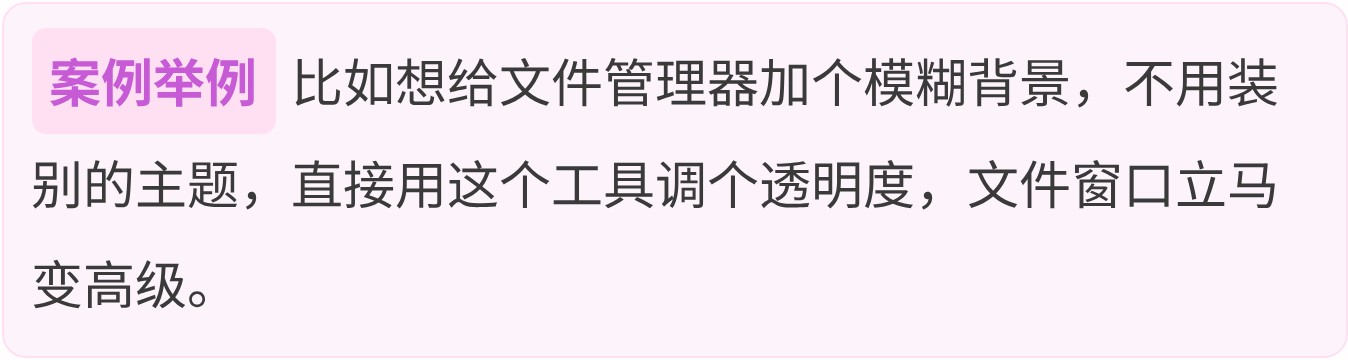 案例举例 比如想给文件管理器加个模糊背景，不用装
别的主题，直接用这个工具调个透明度，文件窗口立马
变高级。